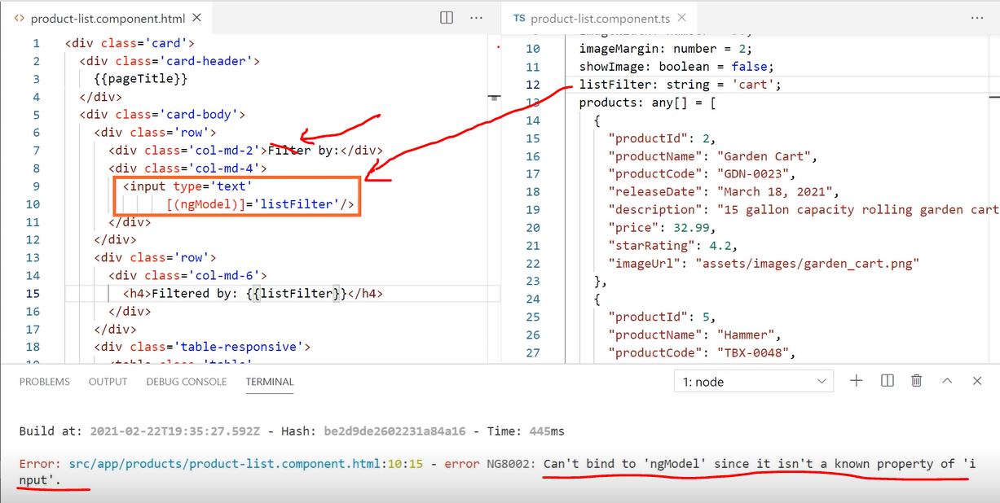 <> product-list.component.html ×
1 <div class='card'>
2 <div class='card-header'>
3 {{pageTitle}}
4 </div>
5 <div class='card-body'>
6 <div class='row'>
7 <div class='col-md-2'>Filter by:</div>
8 <div class='col-md-4'>
9 <input type='text'
10 [(ngModel)]='listFilter'/>
11 </div>
12 </div>
13 <div class='row'>
14 <div class='col-md-6'>
15 <h4>Filtered by: {{listFilter}}</h4>
16 </div>
17 </div>
18 <div class='table-responsive'>
TS product-list.component.ts ×
10 imageMargin: number = 2;
11 showImage: boolean = false;
12 listFilter: string = 'cart';
13 products: any[] = [
14 {
15 "productId": 2,
16 "productName": "Garden Cart",
17 "productCode": "GDN-0023",
18 "releaseDate": "March 18, 2021",
19 "description": "15 gallon capacity rolling garden cart
20 "price": 32.99,
21 "starRating": 4.2,
22 "imageUrl": "assets/images/garden_cart.png"
23 },
24 {
25 "productId": 5,
26 "productName": "Hammer",
27 "productCode": "TBX-0048",
PROBLEMS OUTPUT DEBUG CONSOLE TERMINAL 1: node
Build at: 2021-02-22T19:35:27.592Z - Hash: be2d9de2602231a84a16 - Time: 445ms
Error: src/app/products/product-list.component.html:10:15 - error NG8002: Can't bind to 'ngModel' since it isn't a known property of 'i
nput'.